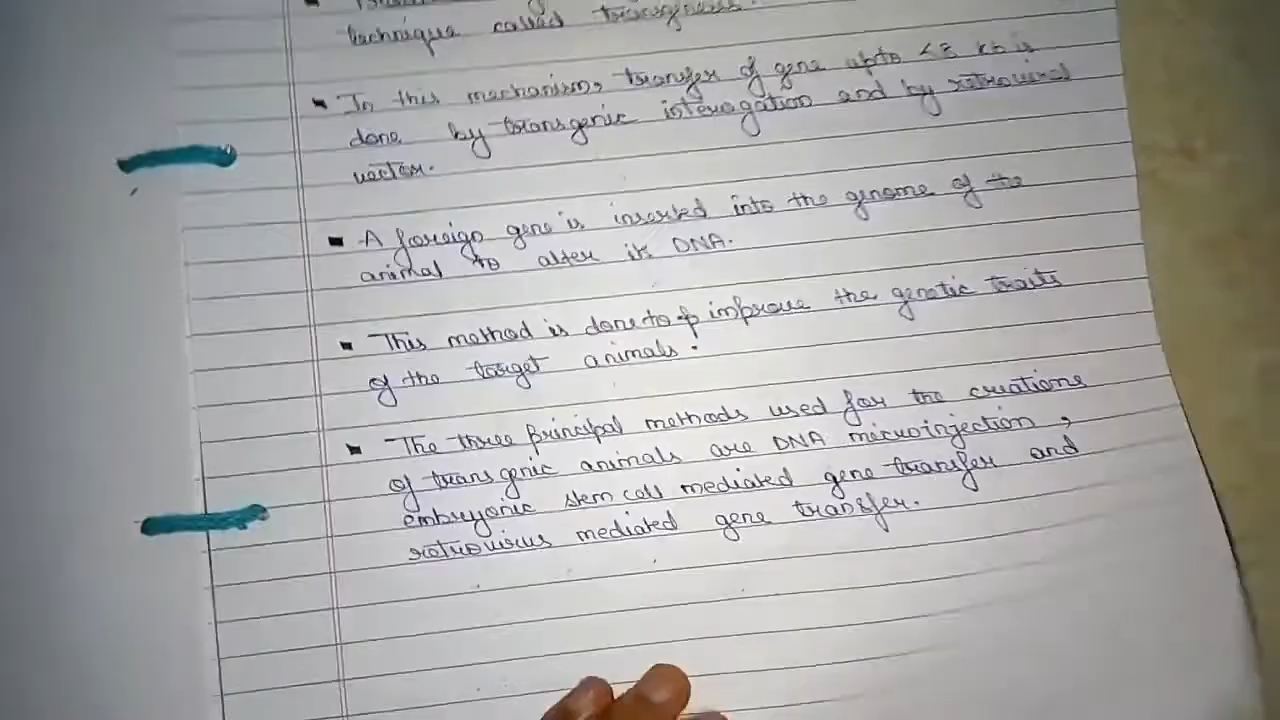 technique called transgenesis.
In this mechanism, transfer of gene upto <8 kb is
done by transgenic interagation and by retroviral
vector.
A foreign gene is inserted into the genome of the
animal to alter its DNA.
This method is done to improve the genetic traits
of the target animals.
The three principal methods used for the creations
of transgenic animals are DNA microinjection,
embryonic stem cell mediated gene transfer and
retrovirus mediated gene transfer.